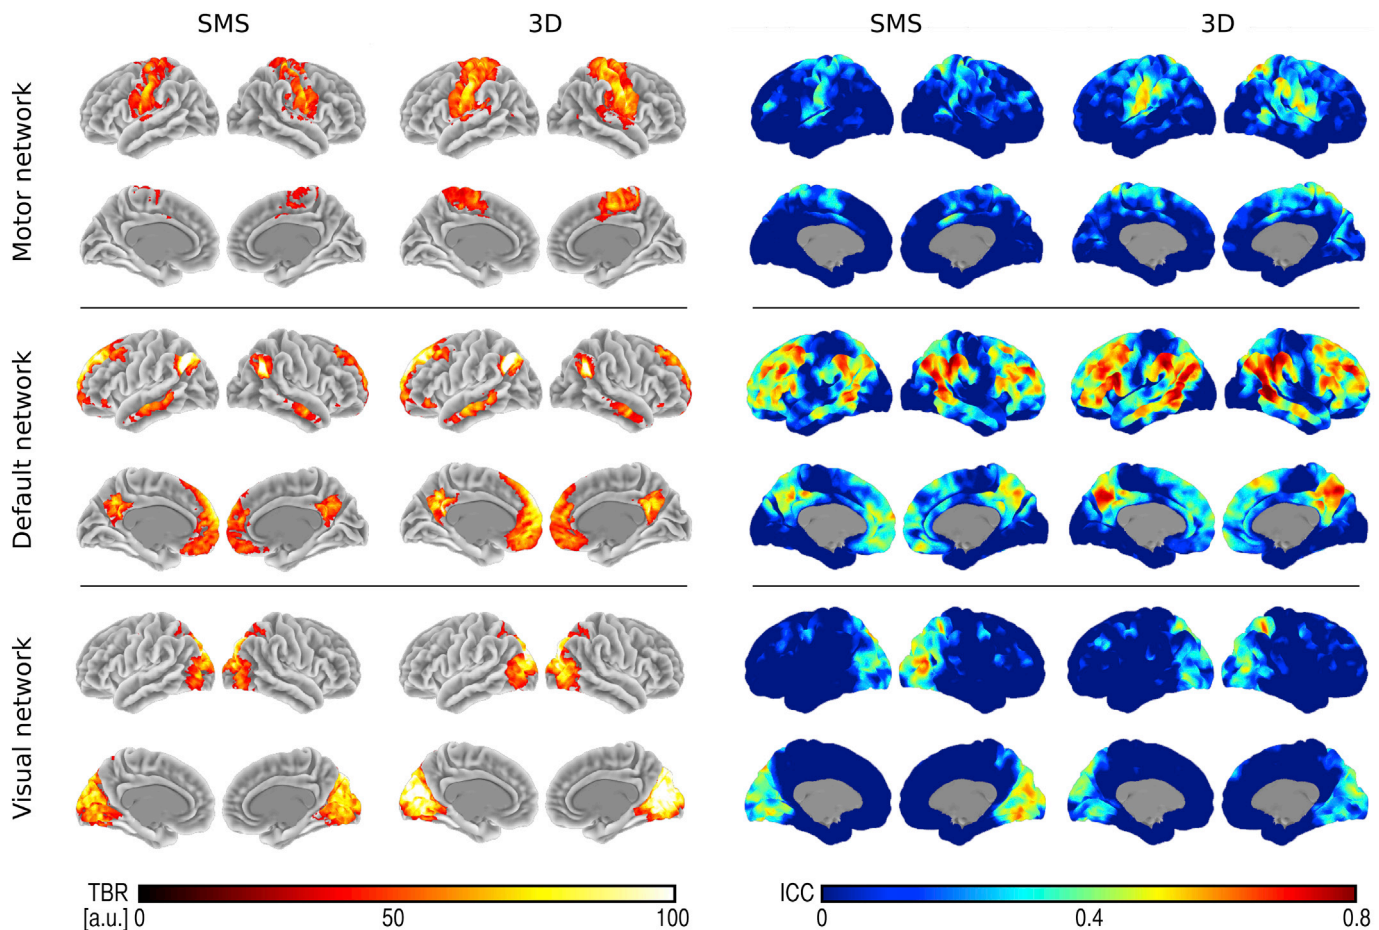 SMS 3D SMS 3D
Motor network
Default network
Visual network
TBR
[a.u.] 0 50 100
ICC
0 0.4 0.8